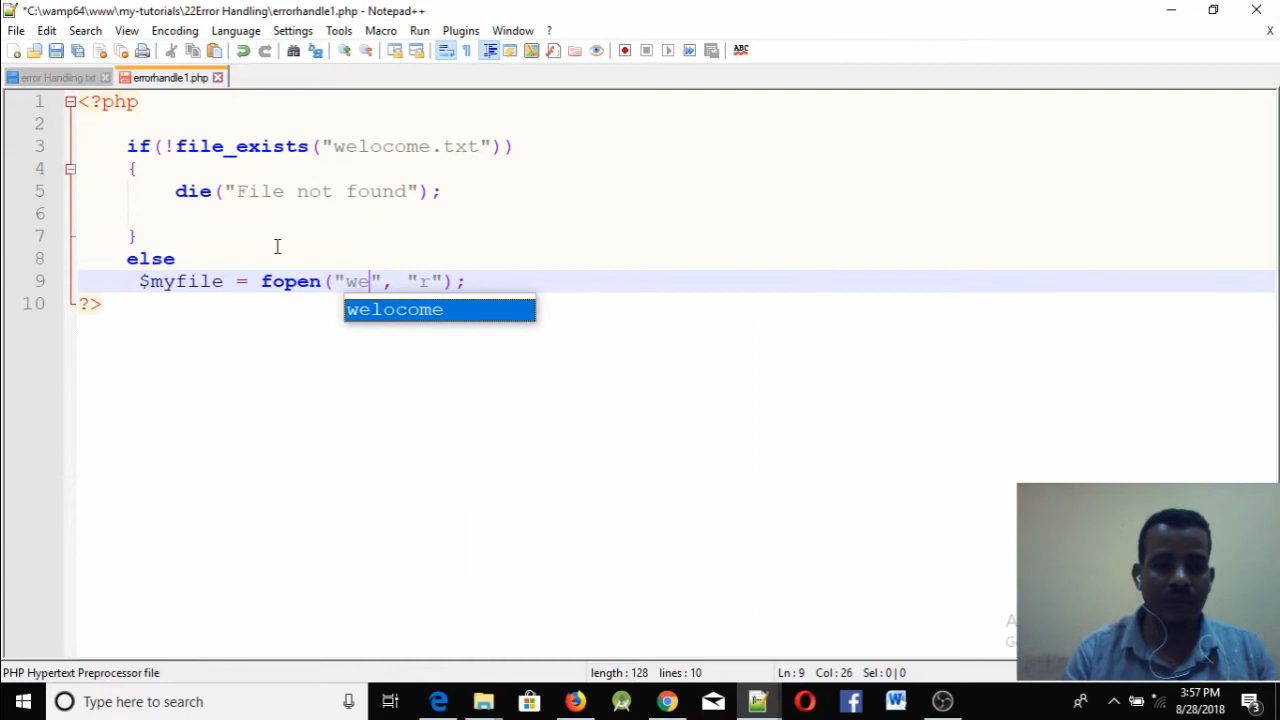 *C:\wamp64\www\my-tutorials\22Error Handling\errorhandle1.php - Notepad++
File Edit Search View Encoding Language Settings Tools Macro Run Plugins Window ? X
error Handling.txt errorhandle1.php
1 <?php
2
3 if(!file_exists("welocome.txt"))
4 {
5 die("File not found");
6
7 }
8 else
9 $myfile = fopen("we", "r");
10 ?>
welocome
PHP Hypertext Preprocessor file length : 128 lines : 10 Ln : 9 Col : 26 Sel : 0 | 0
Type here to search
3:57 PM
8/28/2018